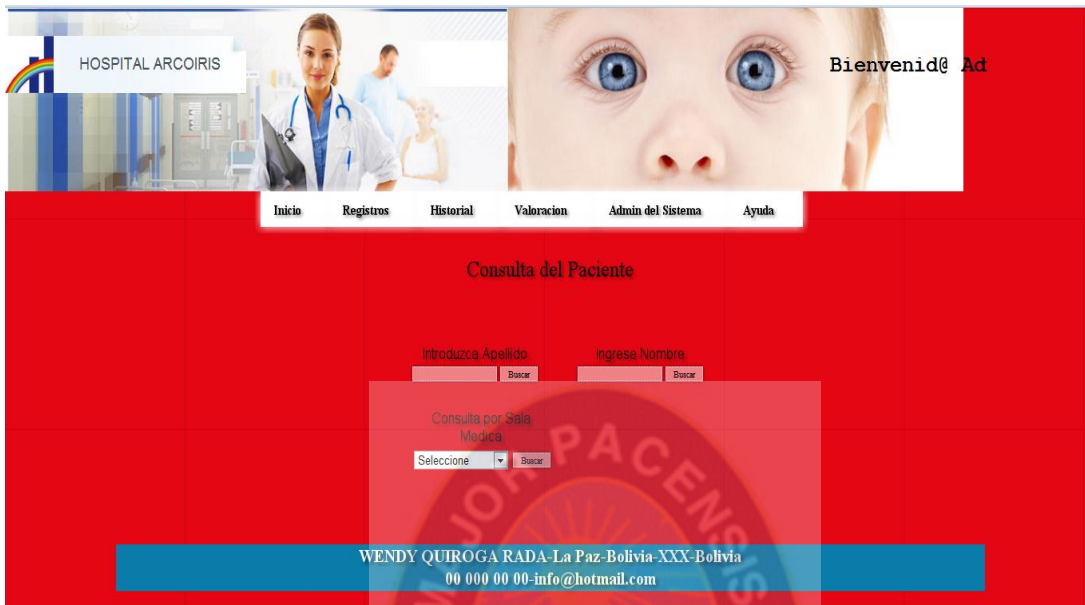 HOSPITAL ARCOIRIS
Bienvenid@ Ad
Inicio Registros Historial Valoracion Admin del Sistema Ayuda
Consulta del Paciente
Introduzca Apellido Ingrese Nombre
Buscar Buscar
Consulta por Sala
Medica
Seleccione Buscar
MAJOR PACENSIS
WENDY QUIROGA RADA-La Paz-Bolivia-XXX-Bolivia
00 000 00 00-info@hotmail.com